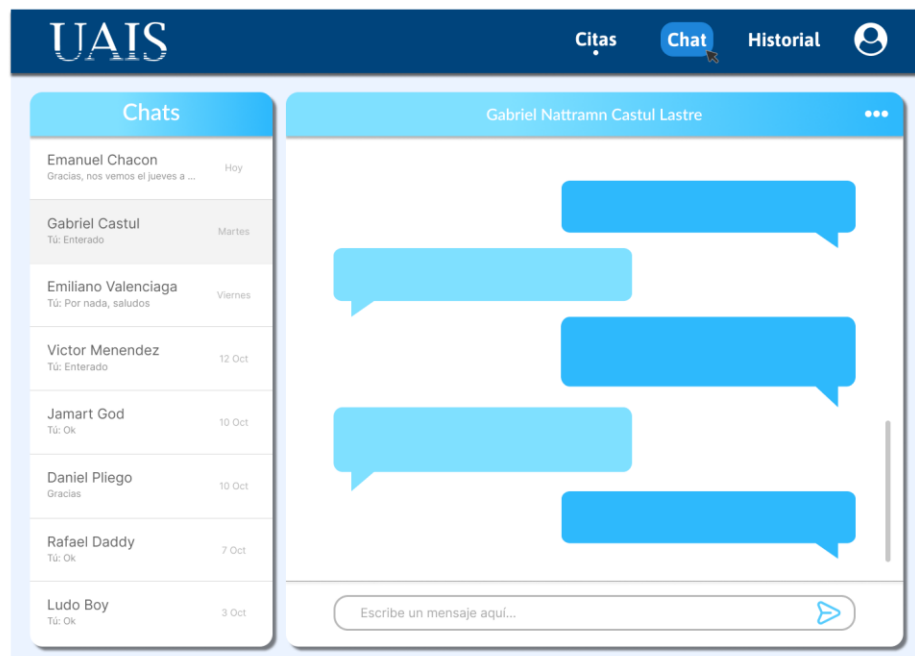 UAIS
Citas Chat Historial
Chats
Emanuel Chacon
Gracias, nos vemos el jueves a ...
Hoy
Gabriel Castul
Tú: Enterado
Martes
Emiliano Valenciaga
Tú: Por nada, saludos
Viernes
Victor Menendez
Tú: Enterado
12 Oct
Jamart God
Tú: Ok
10 Oct
Daniel Pliego
Gracias
10 Oct
Rafael Daddy
Tú: Ok
7 Oct
Ludo Boy
Tú: Ok
3 Oct
Gabriel Nattramn Castul Lastre
Escribe un mensaje aquí...